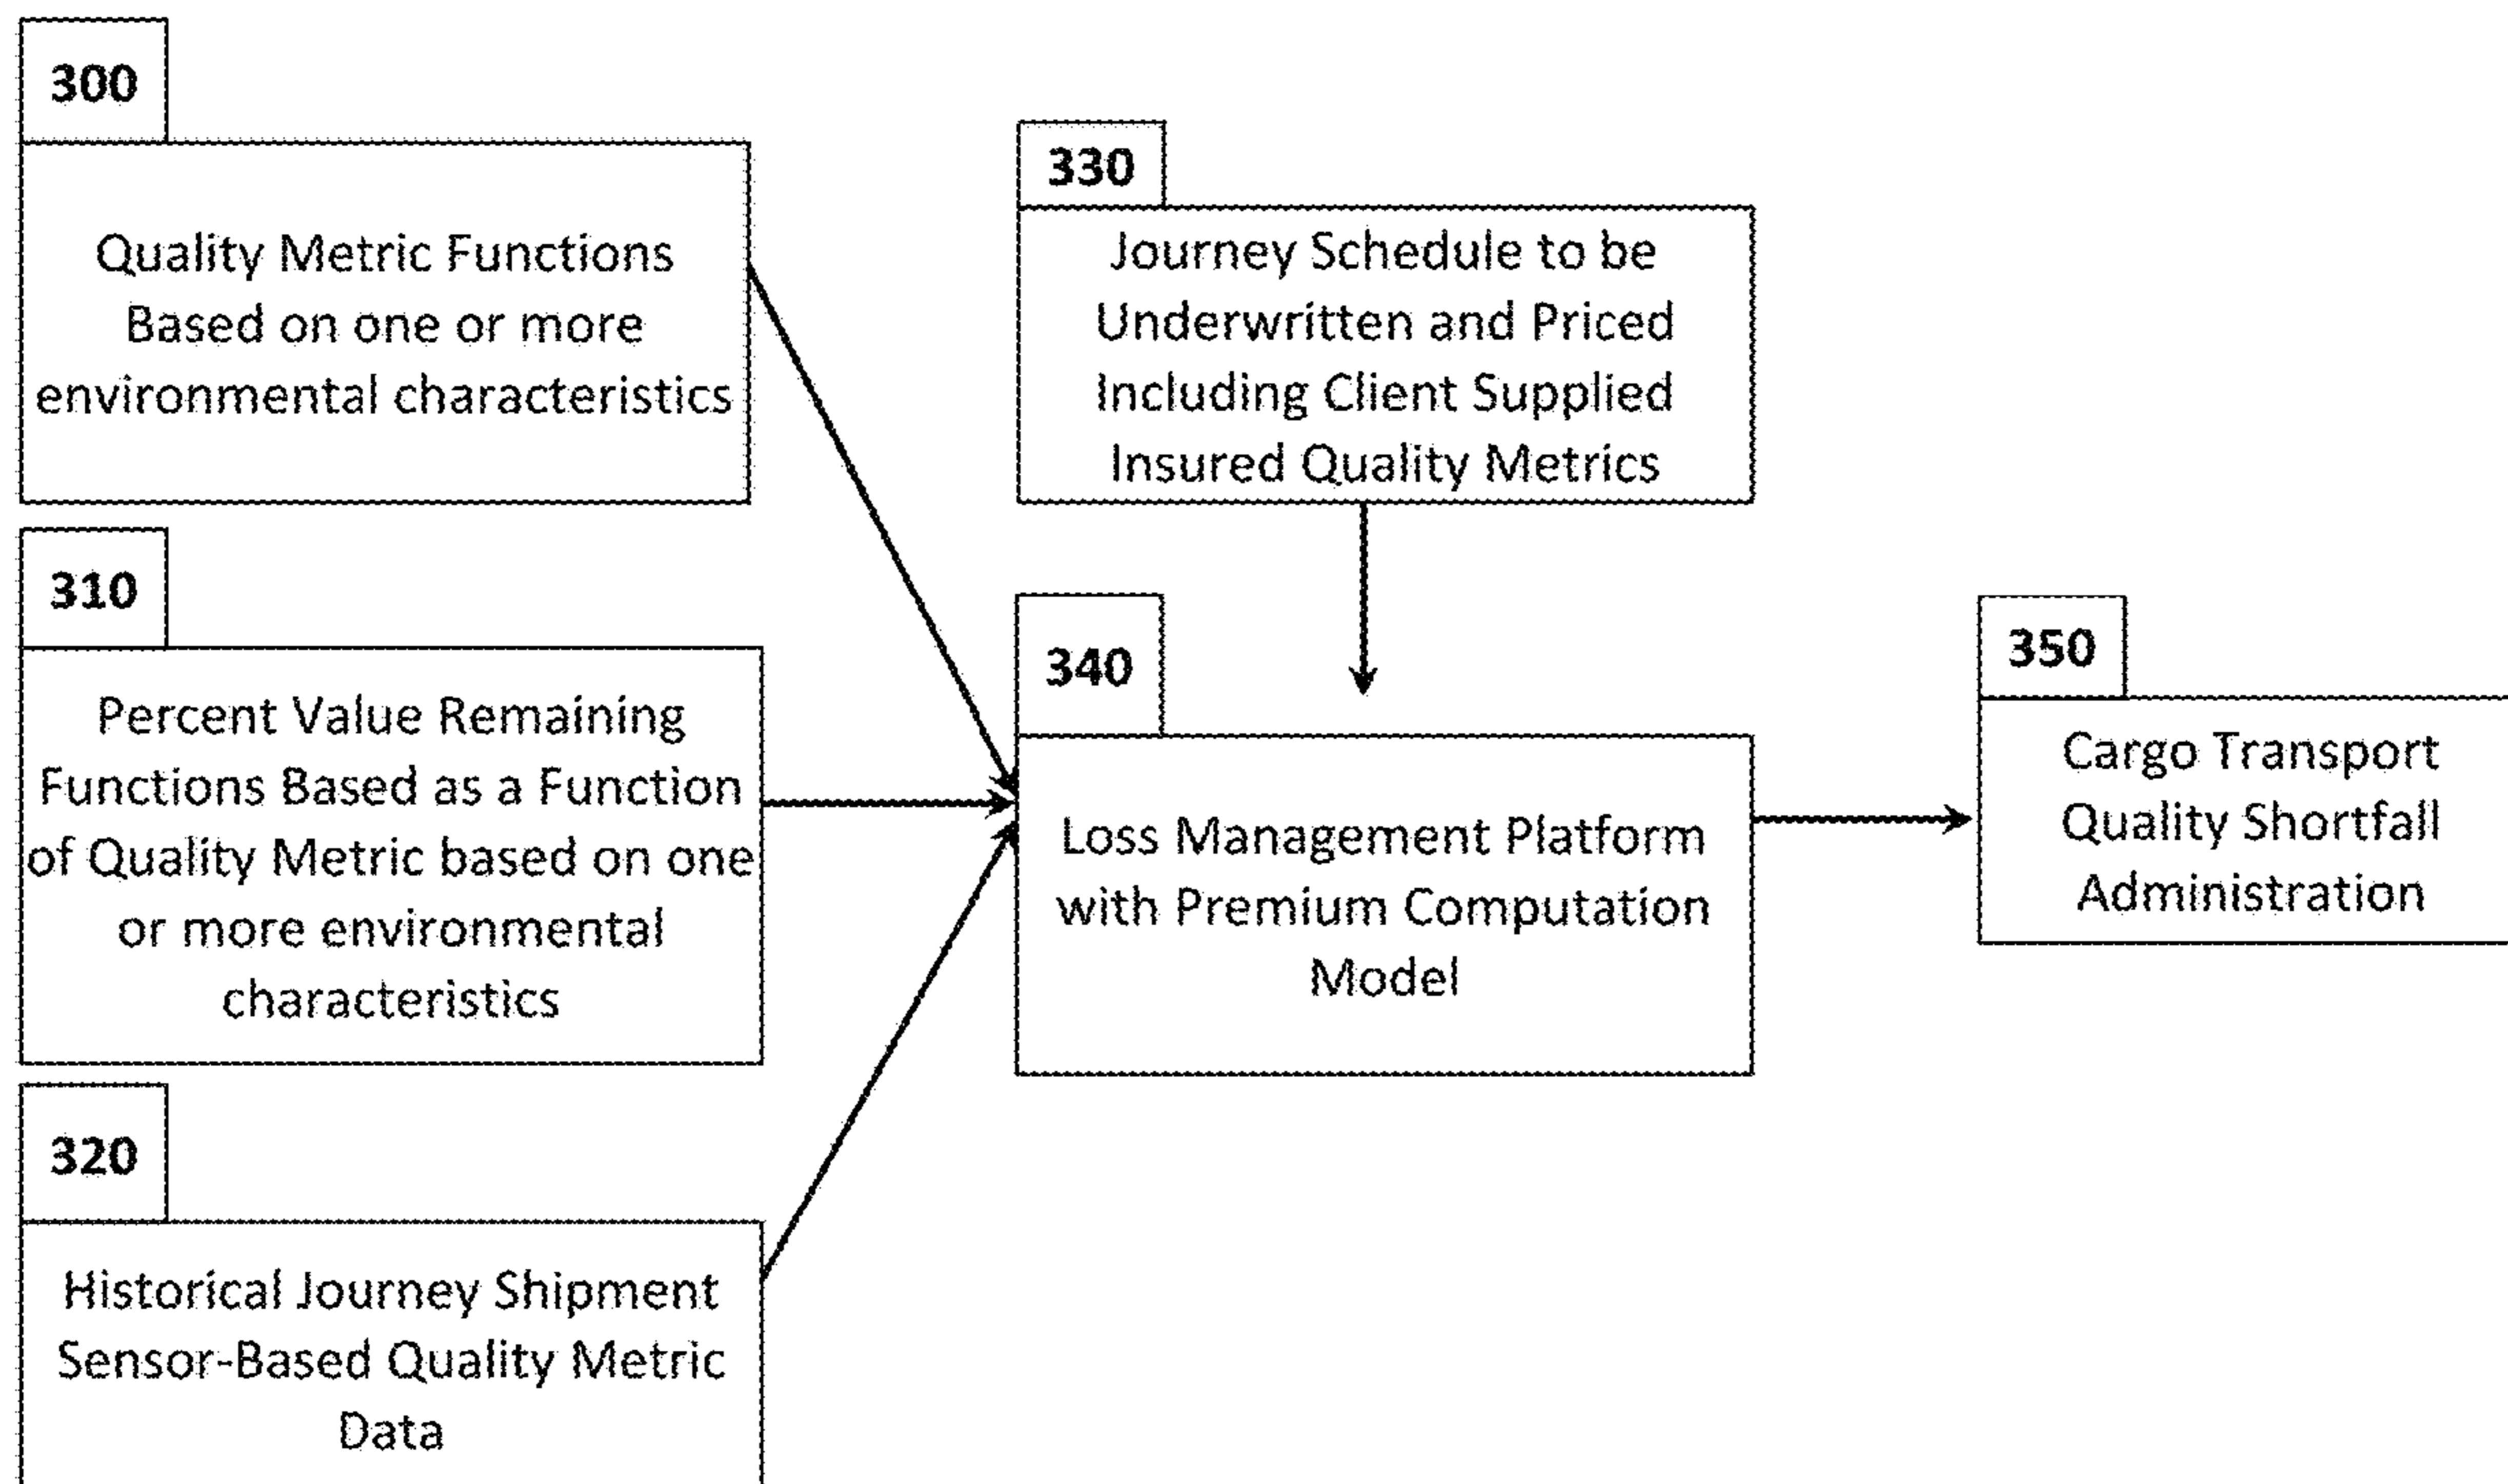 300
Quality Metric Functions
Based on one or more
environmental characteristics
310
Percent Value Remaining
Functions Based as a Function
of Quality Metric based on one
or more environmental
characteristics
320
Historical Journey Shipment
Sensor-Based Quality Metric
Data
330
Journey Schedule to be
Underwritten and Priced
Including Client Supplied
Insured Quality Metrics
340
Loss Management Platform
with Premium Computation
Model
350
Cargo Transport
Quality Shortfall
Administration